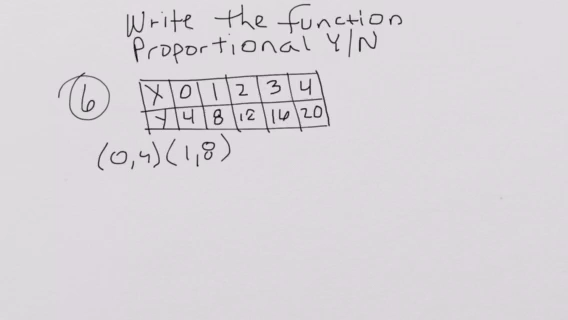 Write the function
Proportional Y/N
6
X 0 1 2 3 4
Y 4 8 12 16 20
(0,4)(1,8)